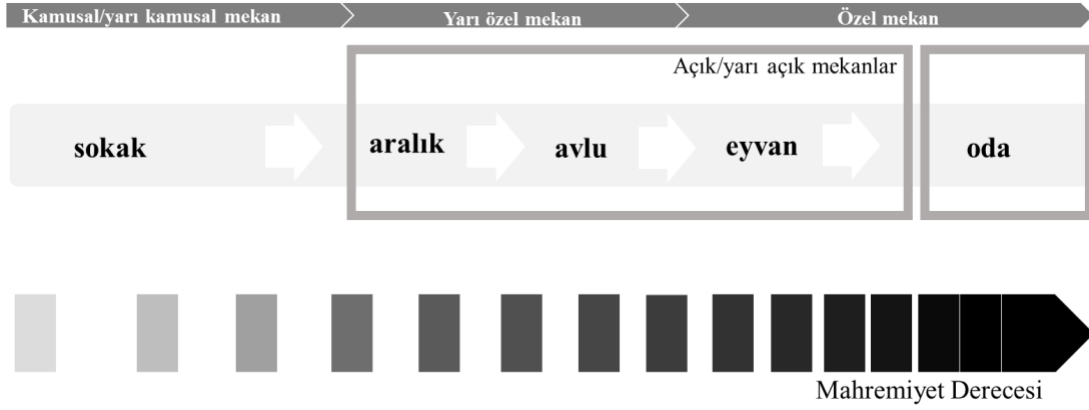 Kamusal/yarı kamusal mekan
Yarı özel mekan
Özel mekan
Açık/yarı açık mekanlar
sokak
aralık
avlu
eyvan
oda
Mahremiyet Derecesi